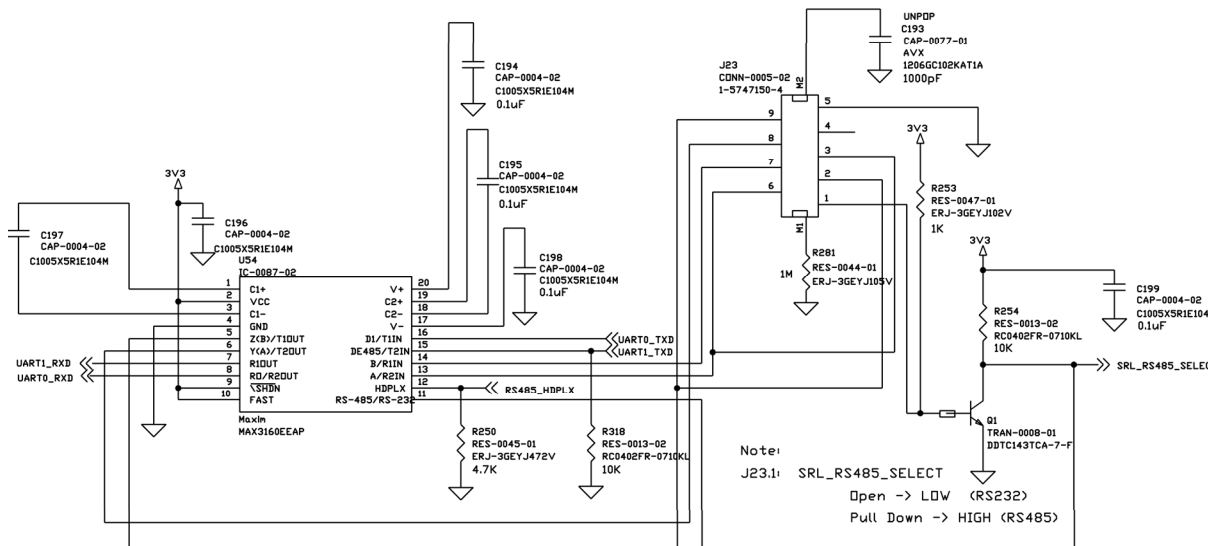 UNPOP
C193
CAP-0077-01
AVX
1206GC102KAT1A
1000pF
C194
CAP-0004-02
C1005X5R1E104M
0.1uF
J23
CONN-0005-02
1-5747150-4
M2
9
8
7
6
5
4
3
2
1
M1
3V3
R253
RES-0047-01
ERJ-3GEYJ102V
1K
C195
CAP-0004-02
C1005X5R1E104M
0.1uF
3V3
C196
CAP-0004-02
C1005X5R1E104M
C197
CAP-0004-02
C1005X5R1E104M
C198
CAP-0004-02
C1005X5R1E104M
0.1uF
R281
1M
RES-0044-01
ERJ-3GEYJ105V
3V3
C199
CAP-0004-02
C1005X5R1E104
0.1uF
R254
RES-0013-02
RC0402FR-0710KL
10K
U54
IC-0087-02
1 C1+ V+ 20
2 VCC C2+ 19
3 C1- C2- 18
4 GND V- 17
5 Z(B)/T1OUT D1/T1IN 16
6 Y(A)/T2OUT DE485/T2IN 15
7 R1OUT B/R1IN 14
8 RO/R2OUT A/R2IN 13
9 \SHDN HDPLX 12
10 FAST RS-485/RS-232 11
Maxim
MAX3160EEAP
UART1_RXD
UART0_RXD
UART0_TXD
UART1_TXD
RS485_HDPLX
SRL_RS485_SELEC
R250
RES-0045-01
ERJ-3GEYJ472V
4.7K
R318
RES-0013-02
RC0402FR-0710KL
10K
Q1
TRAN-0008-01
DDTC143TCA-7-F
Note:
J23.1: SRL_RS485_SELECT
Open -> LOW (RS232)
Pull Down -> HIGH (RS485)